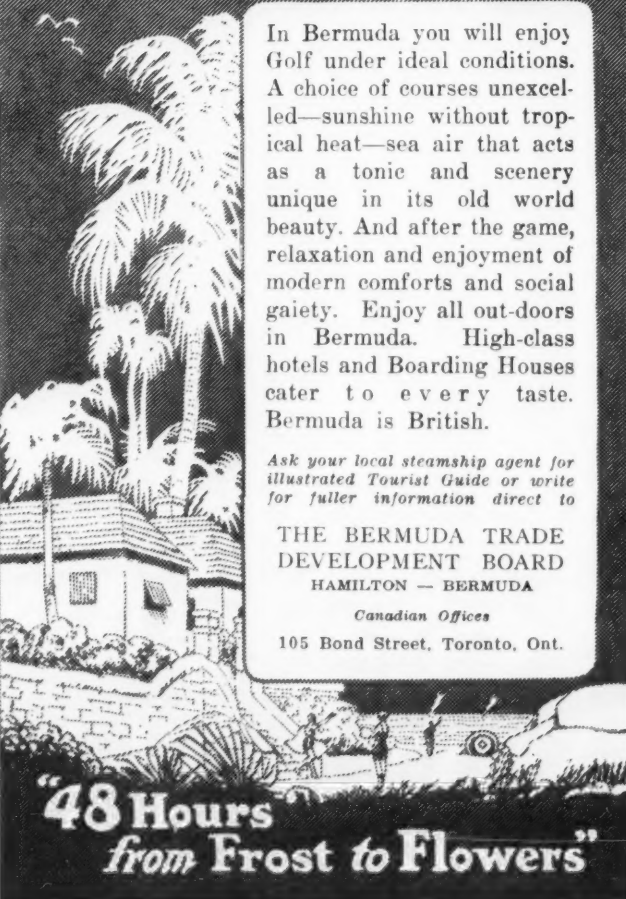 In Bermuda you will enjoy
Golf under ideal conditions.
A choice of courses unexcel-
led—sunshine without trop-
ical heat—sea air that acts
as a tonic and scenery
unique in its old world
beauty. And after the game,
relaxation and enjoyment of
modern comforts and social
gaiety. Enjoy all out-doors
in Bermuda. High-class
hotels and Boarding Houses
cater to every taste.
Bermuda is British.
Ask your local steamship agent for
illustrated Tourist Guide or write
for fuller information direct to
THE BERMUDA TRADE
DEVELOPMENT BOARD
HAMILTON — BERMUDA
Canadian Offices
105 Bond Street, Toronto, Ont.
"48 Hours
from Frost to Flowers"